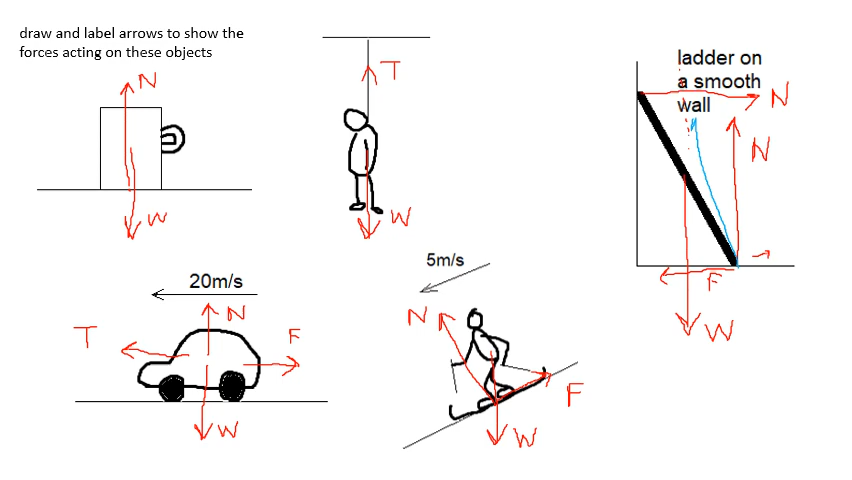 draw and label arrows to show the
forces acting on these objects
N
W
T
W
ladder on
a smooth
wall
N
N
F
W
20m/s
T
N
F
W
5m/s
N
F
W